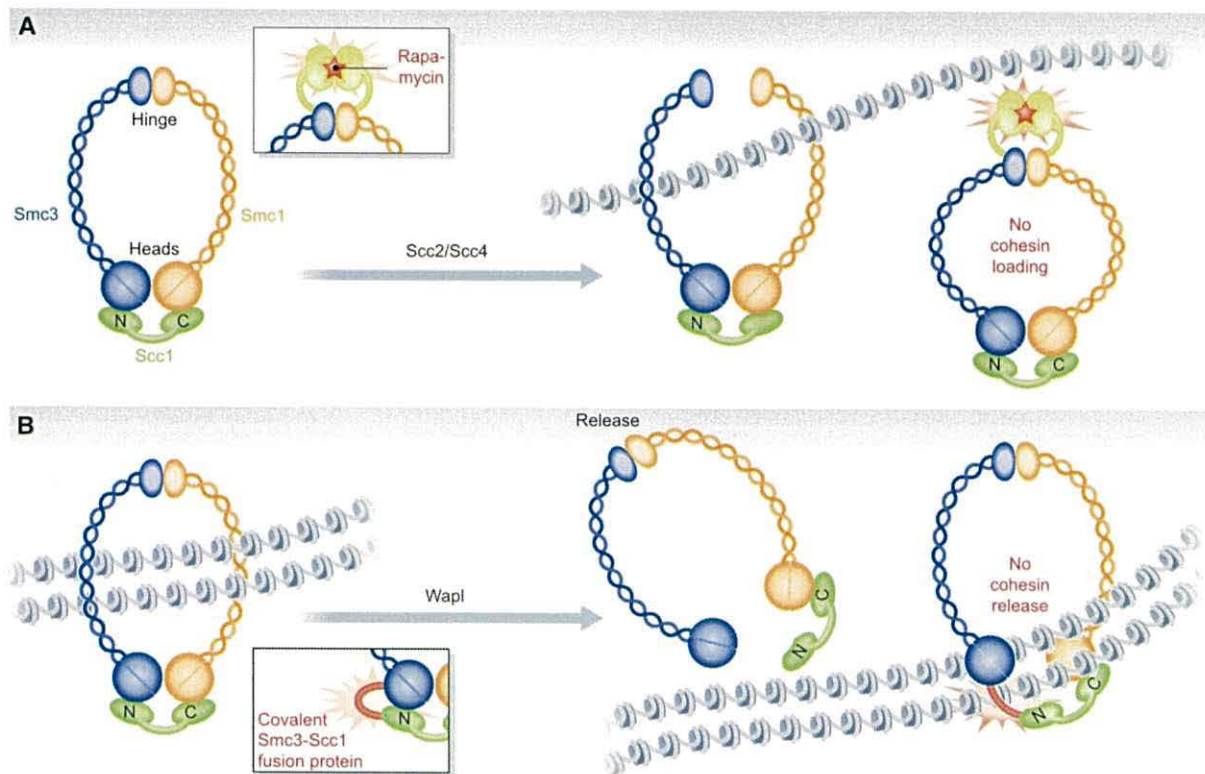 A
Rapa-
mycin
Hinge
Smc3
Smc1
Heads
N
C
Scc1
Scc2/Scc4
N
No
cohesin
loading
N
C
B
Release
N
C
Wapl
Covalent
Smc3-Scc1
fusion protein
N
C
N
No
cohesin
release
N
C